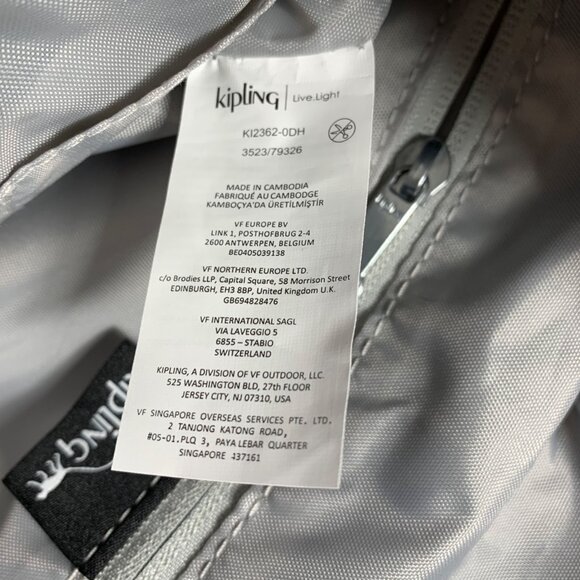 kipling | Live.Light
KI2362-0DH
3523/79326
MADE IN CAMBODIA
FABRIQUÉ AU CAMBODGE
KAMBOÇYA'DA ÜRETİLMİŞTİR
VF EUROPE BV
LINK 1, POSTHOFBRUG 2-4
2600 ANTWERPEN, BELGIUM
BE0405039138
VF NORTHERN EUROPE LTD.
c/o Brodies LLP, Capital Square, 58 Morrison Street
EDINBURGH, EH3 8BP, United Kingdom U.K.
GB694828476
VF INTERNATIONAL SAGL
VIA LAVEGGIO 5
6855 – STABIO
SWITZERLAND
KIPLING, A DIVISION OF VF OUTDOOR, LLC.
525 WASHINGTON BLD, 27th FLOOR
JERSEY CITY, NJ 07310, USA
VF SINGAPORE OVERSEAS SERVICES PTE. LTD.
2 TANJONG KATONG ROAD,
#05-01.PLQ 3, PAYA LEBAR QUARTER
SINGAPORE 437161
kipling